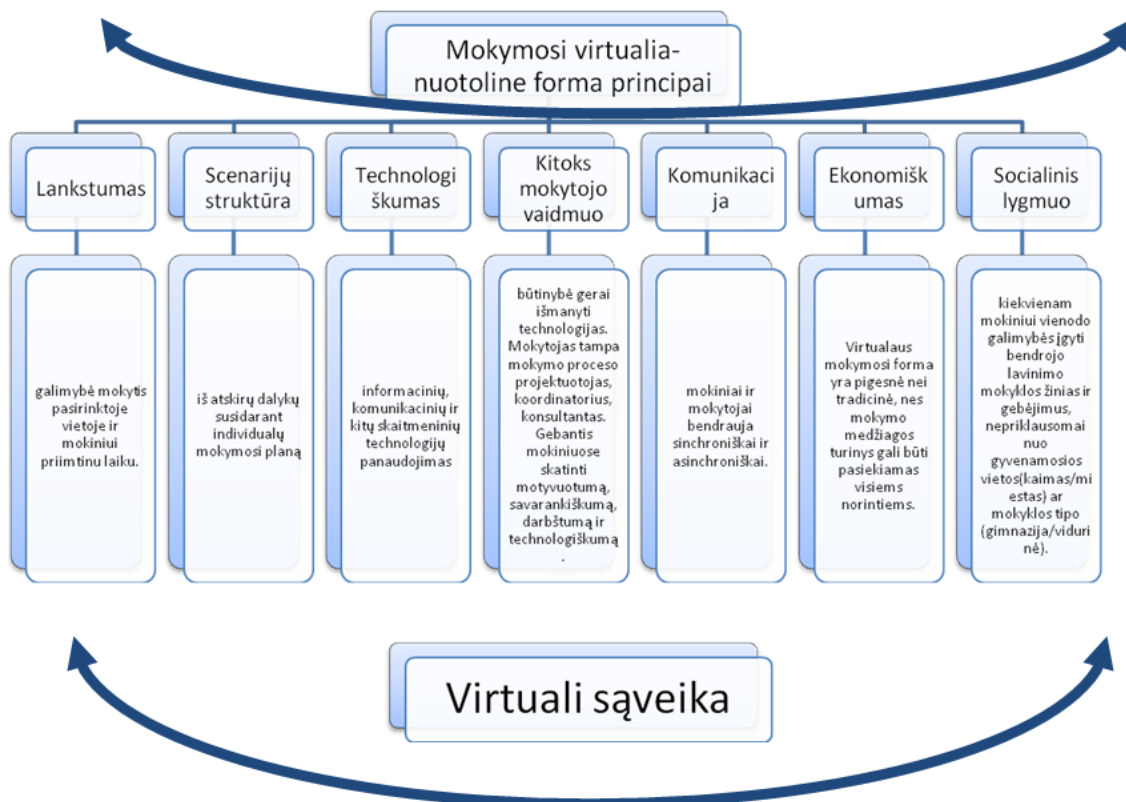 Mokymosi virtualia-
nuotoline forma principai
Lankstumas
Scenarijų
struktūra
Technologi
škumas
Kitoks
mokytojo
vaidmuo
Komunikaci
ja
Ekonomišk
umas
Socialinis
lygmuo
galimybė mokytis
pasirinktoje
vietoje ir
mokiniui
priimtinu laiku.
iš atskirų dalykų
susidarant
individualų
mokymosi planą
informacinių,
komunikacinių ir
kitų skaitmeninių
technologijų
panaudojimas
būtinybė gerai
išmanyti
technologijas.
Mokytojas tampa
mokymo proceso
projektuotojas,
koordinatorius,
konsultantas.
Gebantis
mokiniuose
skatinti
motyvuotumą,
savarankiškumą,
darbštumą ir
technologiškumą
.
mokiniai ir
mokytojai
bendrauja
sinchroniškai ir
asinchroniškai.
Virtualaus
mokymosi forma
yra pigesnė nei
tradicinė, nes
mokymo
medžiagos
turinys gali būti
pasiekiamas
visiems
norintiems.
kiekvienam
mokiniui vienodo
galimybės įgyti
bendrojo
lavinimo
mokyklos žinias ir
gebėjimus,
nepriklausomai
nuo
gyvenamosios
vietos(kaimas/mi
estas) ar
mokyklos tipo
(gimnazija/viduri
nė).
Virtuali sąveika